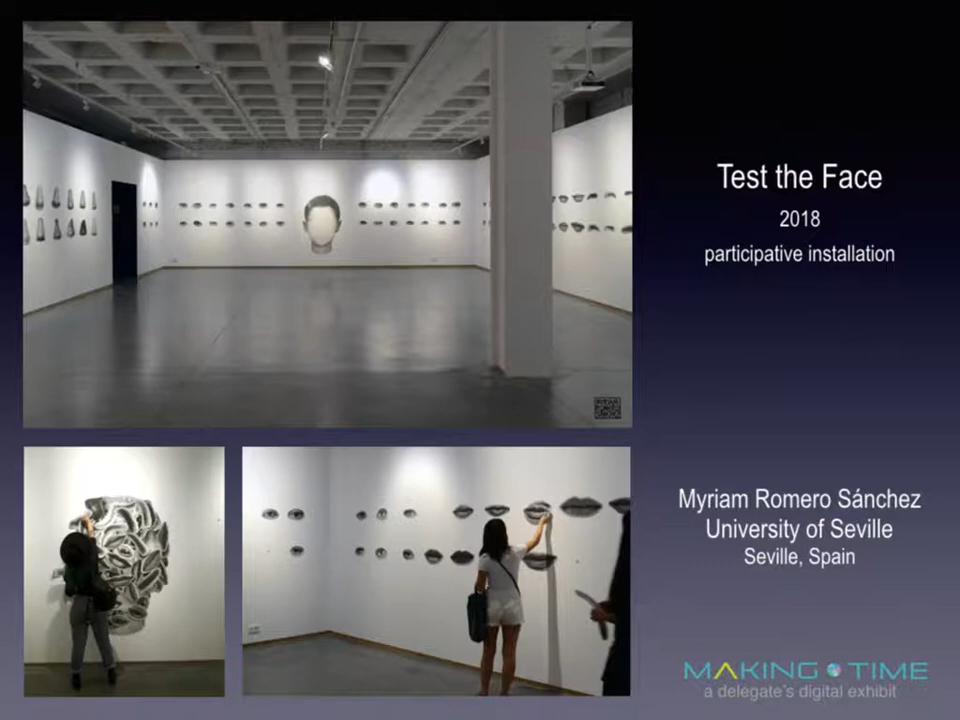 Test the Face
2018
participative installation
Myriam Romero Sánchez
University of Seville
Seville, Spain
MAKING TIME
a delegate's digital exhibit